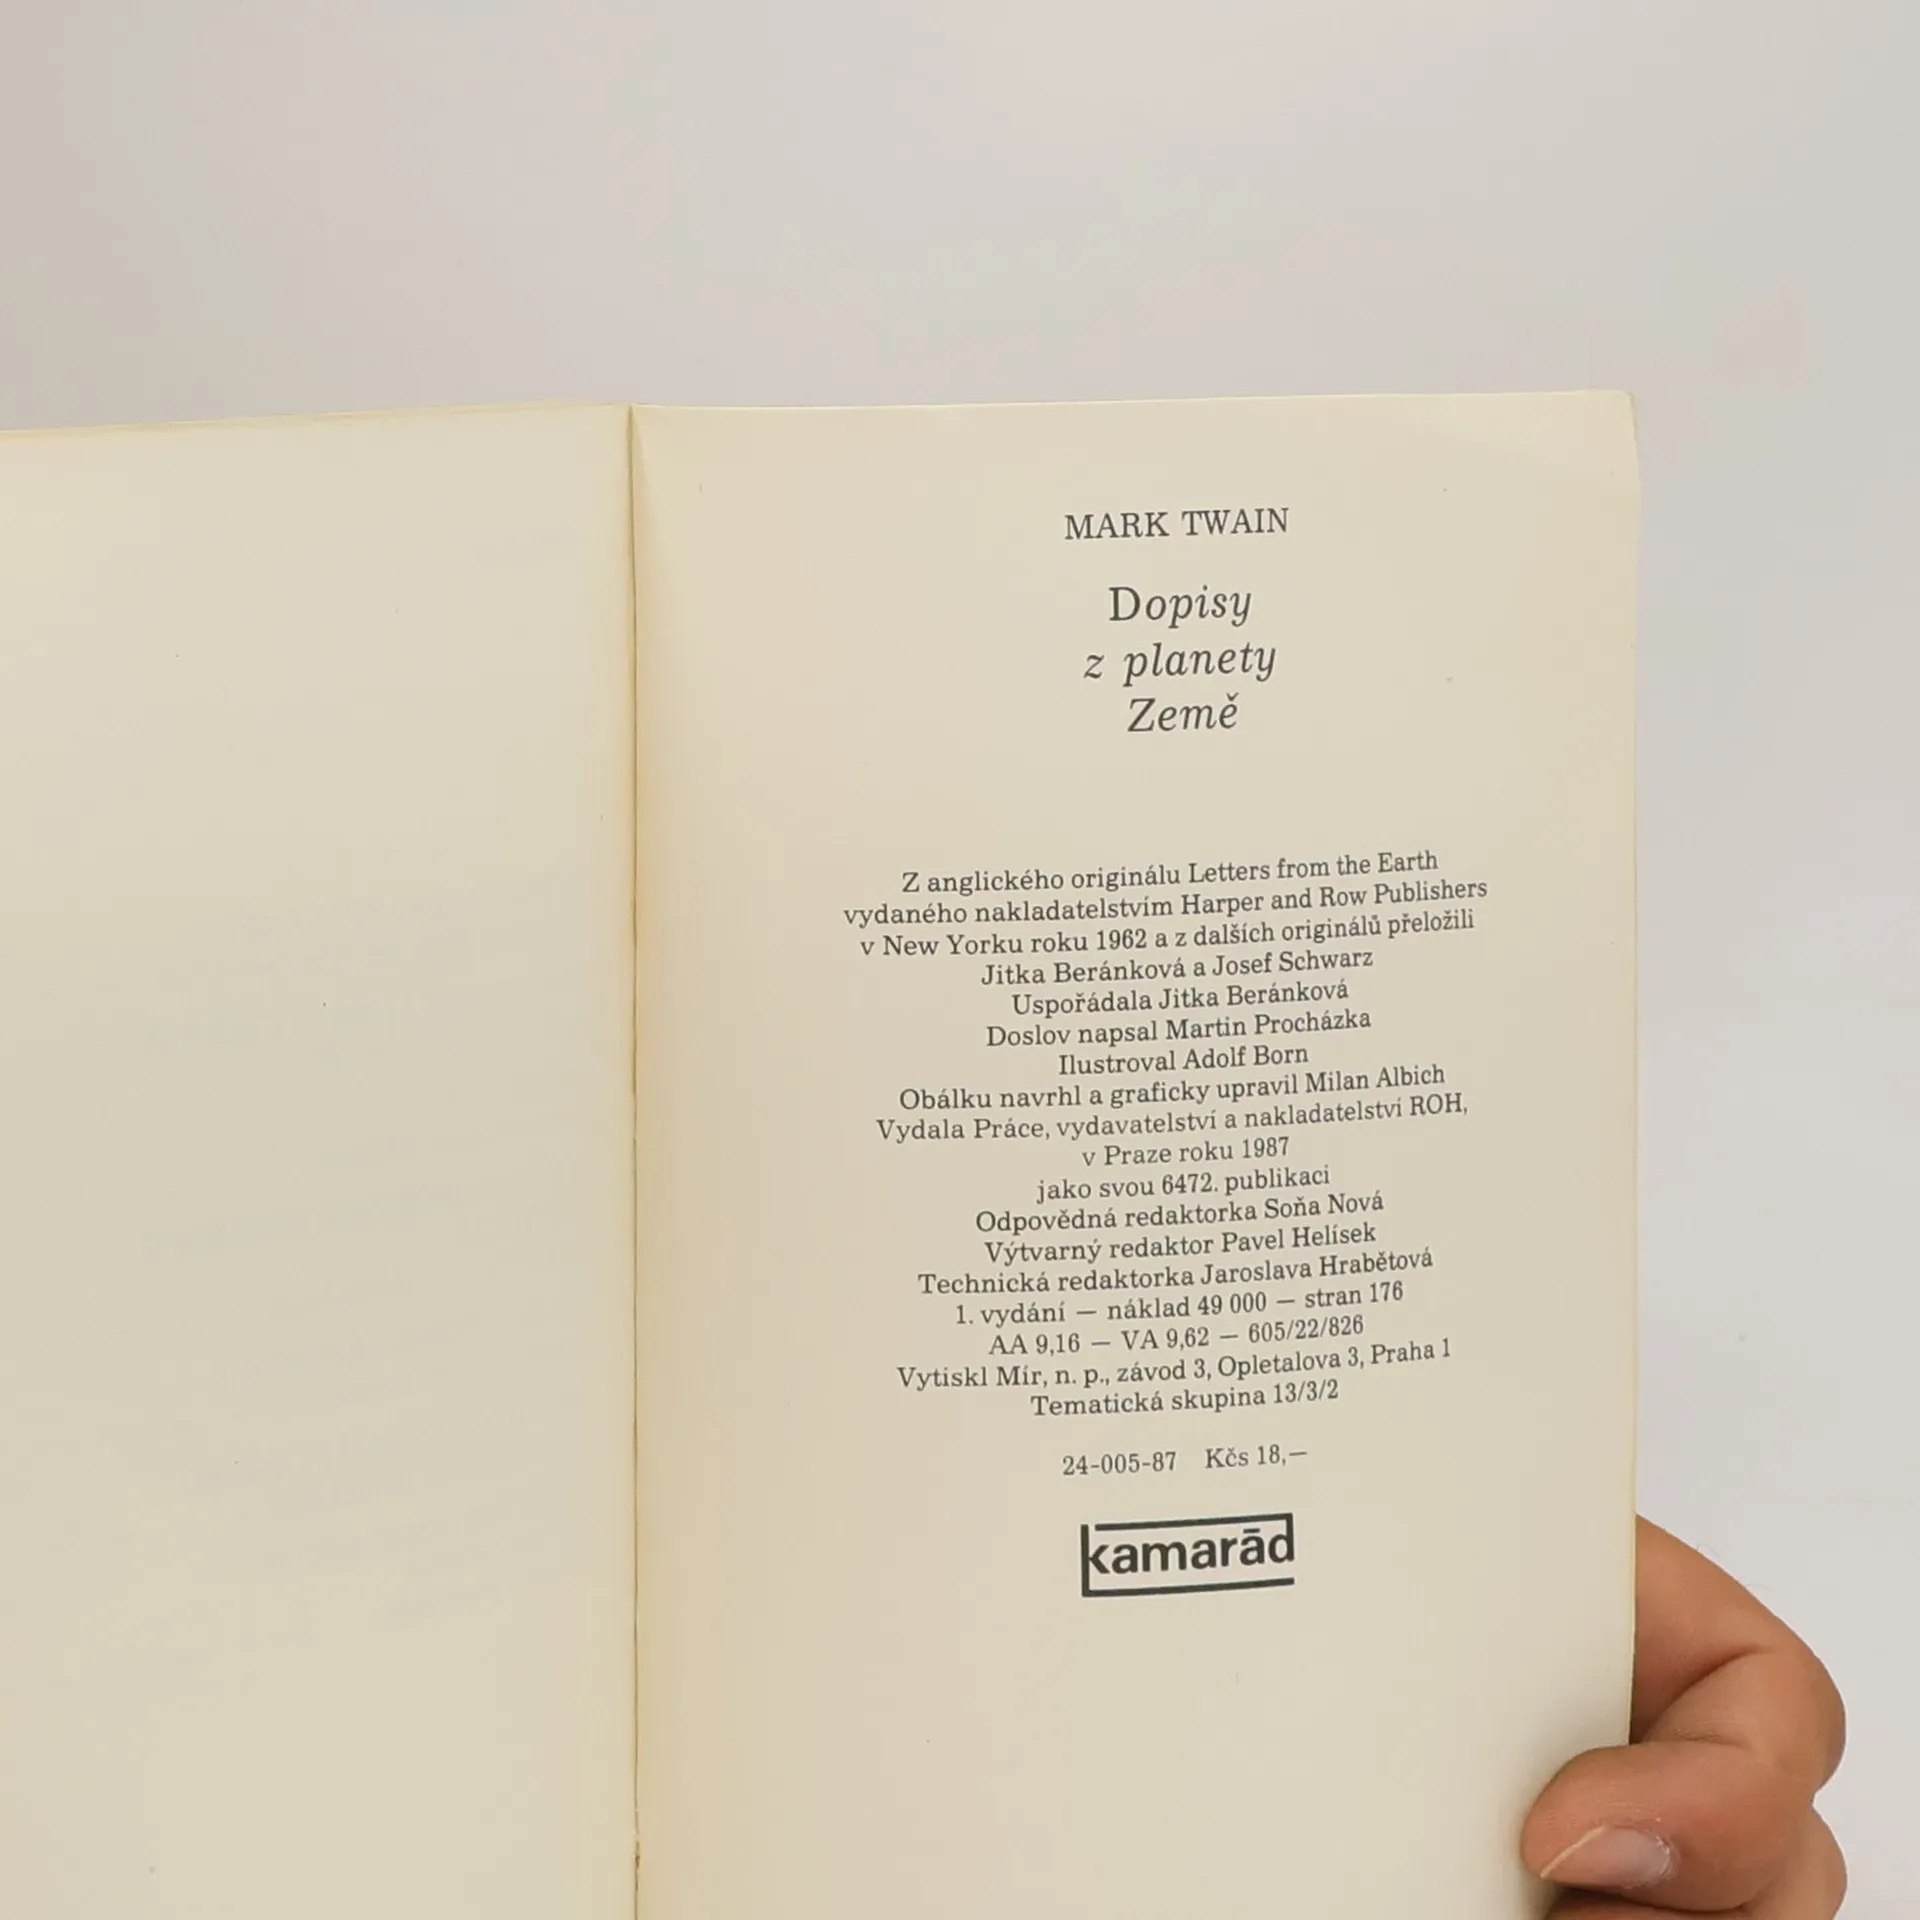 MARK TWAIN
Dopisy
z planety
Země
Z anglického originálu Letters from the Earth
vydaného nakladatelstvím Harper and Row Publishers
v New Yorku roku 1962 a z dalších originálů přeložili
Jitka Beránková a Josef Schwarz
Uspořádala Jitka Beránková
Doslov napsal Martin Procházka
Ilustroval Adolf Born
Obálku navrhl a graficky upravil Milan Albich
Vydala Práce, vydavatelství a nakladatelství ROH,
v Praze roku 1987
jako svou 6472. publikaci
Odpovědná redaktorka Soňa Nová
Výtvarný redaktor Pavel Helísek
Technická redaktorka Jaroslava Hrabětová
1. vydání — náklad 49 000 — stran 176
AA 9,16 — VA 9,62 — 605/22/826
Vytiskl Mír, n. p., závod 3, Opletalova 3, Praha 1
Tematická skupina 13/3/2
24-005-87 Kčs 18,—
kamarād